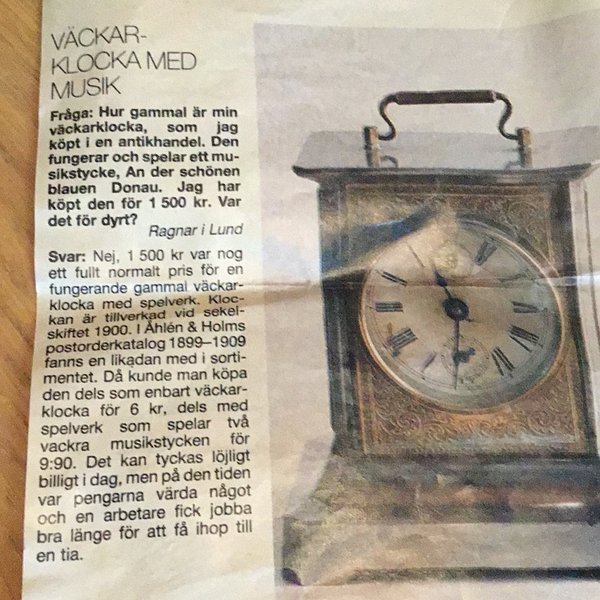 VÄCKAR-
KLOCKA MED
MUSIK
Fråga: Hur gammal är min
väckarklocka, som jag
köpt i en antikhandel. Den
fungerar och spelar ett mu-
sikstycke, An der schönen
blauen Donau. Jag har
köpt den för 1 500 kr. Var
det för dyrt?
Ragnar i Lund
Svar: Nej, 1 500 kr var nog
ett fullt normalt pris för en
fungerande gammal väckar-
klocka med spelverk. Kloc-
kan är tillverkad vid sekel-
skiftet 1900. I Åhlén & Holms
postorderkatalog 1899–1909
fanns en likadan med i sorti-
mentet. Då kunde man köpa
den dels som enbart väckar-
klocka för 6 kr, dels med
spelverk som spelar två
vackra musikstycken för
9:90. Det kan tyckas löjligt
billigt i dag, men på den tiden
var pengarna värda något
och en arbetare fick jobba
bra länge för att få ihop till
en tia.